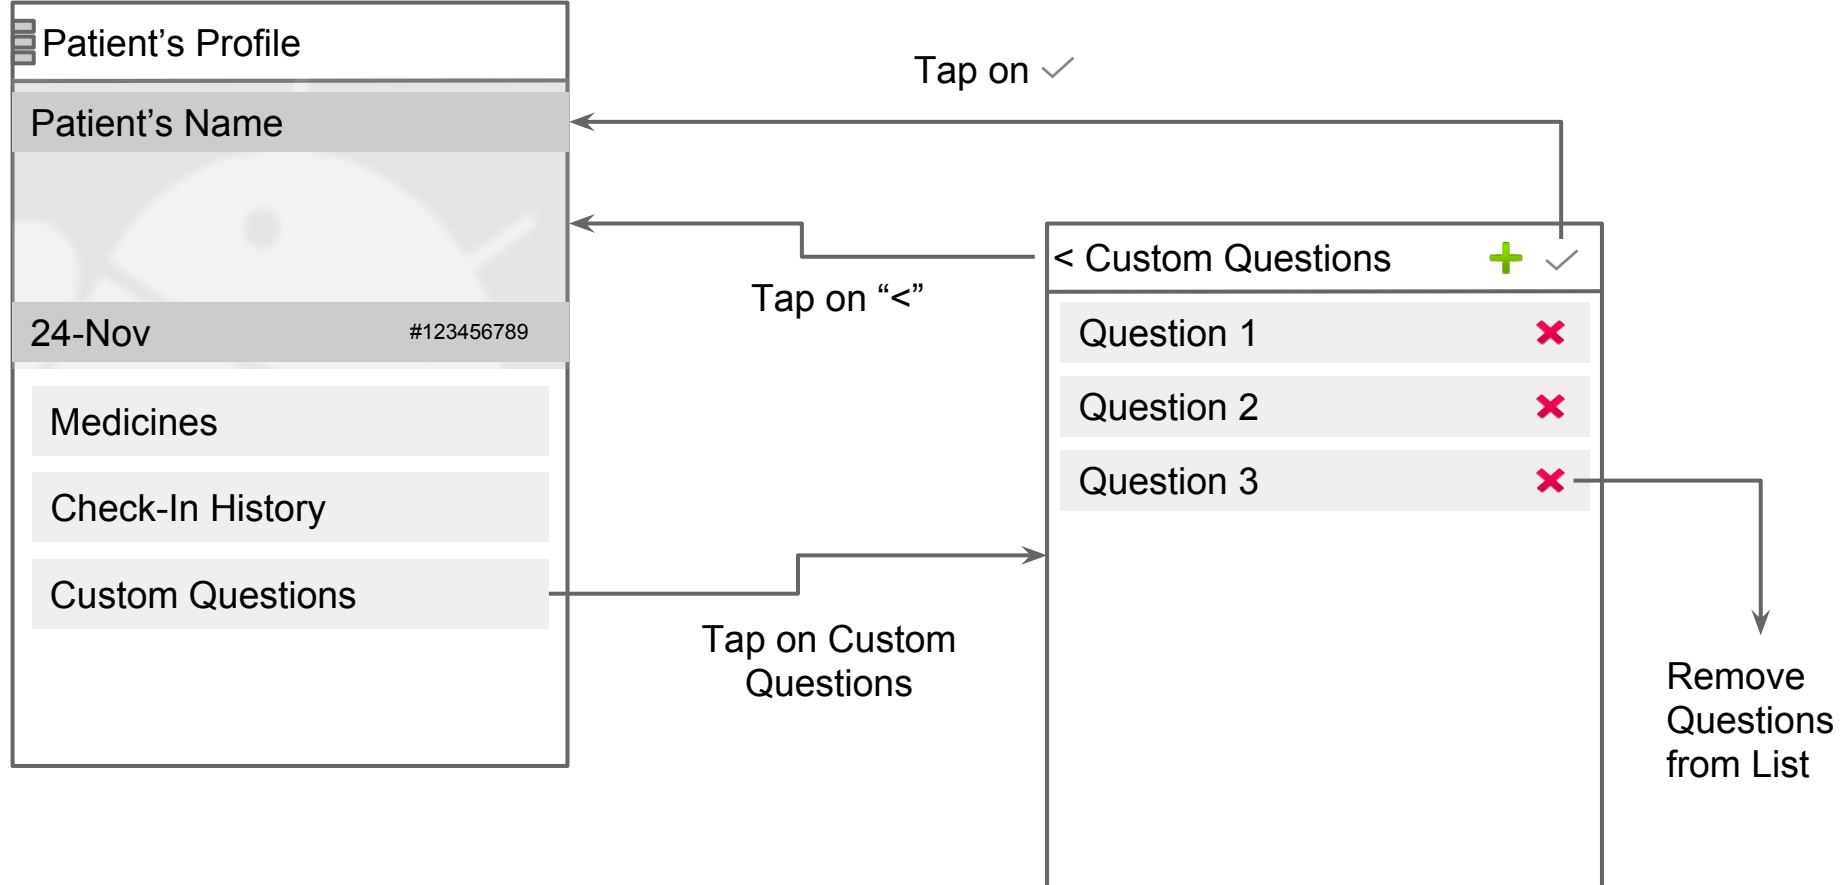 Patient’s Profile
Patient’s Name
24-Nov #123456789
Medicines
Check-In History
Custom Questions
Tap on ✓
Tap on “<”
Tap on Custom
Questions
< Custom Questions
Question 1
Question 2
Question 3
Remove
Questions
from List